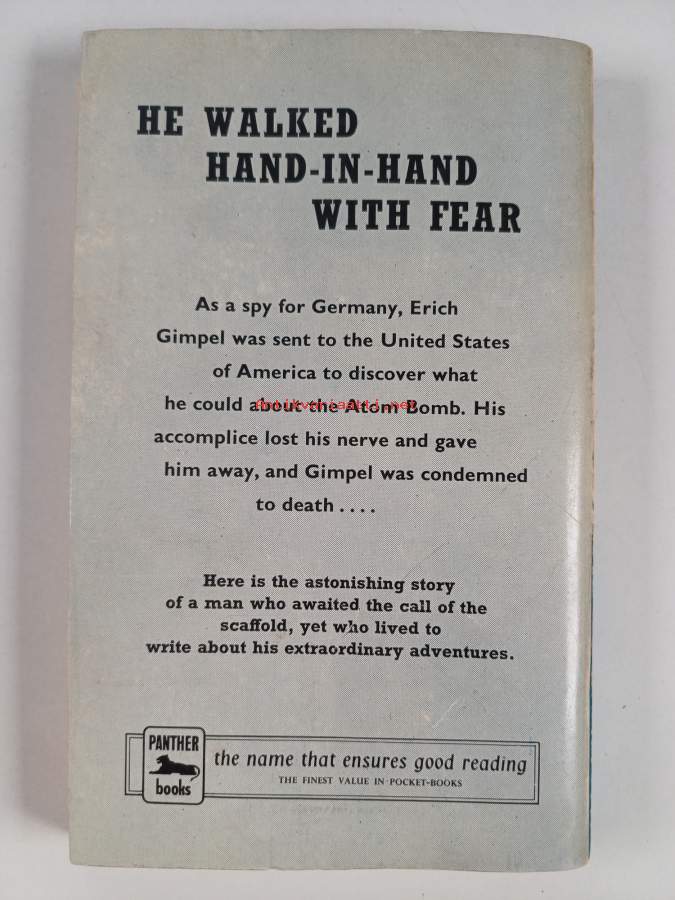 HE WALKED
HAND-IN-HAND
WITH FEAR
As a spy for Germany, Erich
Gimpel was sent to the United States
of America to discover what
he could about the Atom Bomb. His
antikvariaatti.net
accomplice lost his nerve and gave
him away, and Gimpel was condemned
to death....
Here is the astonishing story
of a man who awaited the call of the
scaffold, yet who lived to
write about his extraordinary adventures.
PANTHER
books
the name that ensures good reading
THE FINEST VALUE IN POCKET-BOOKS